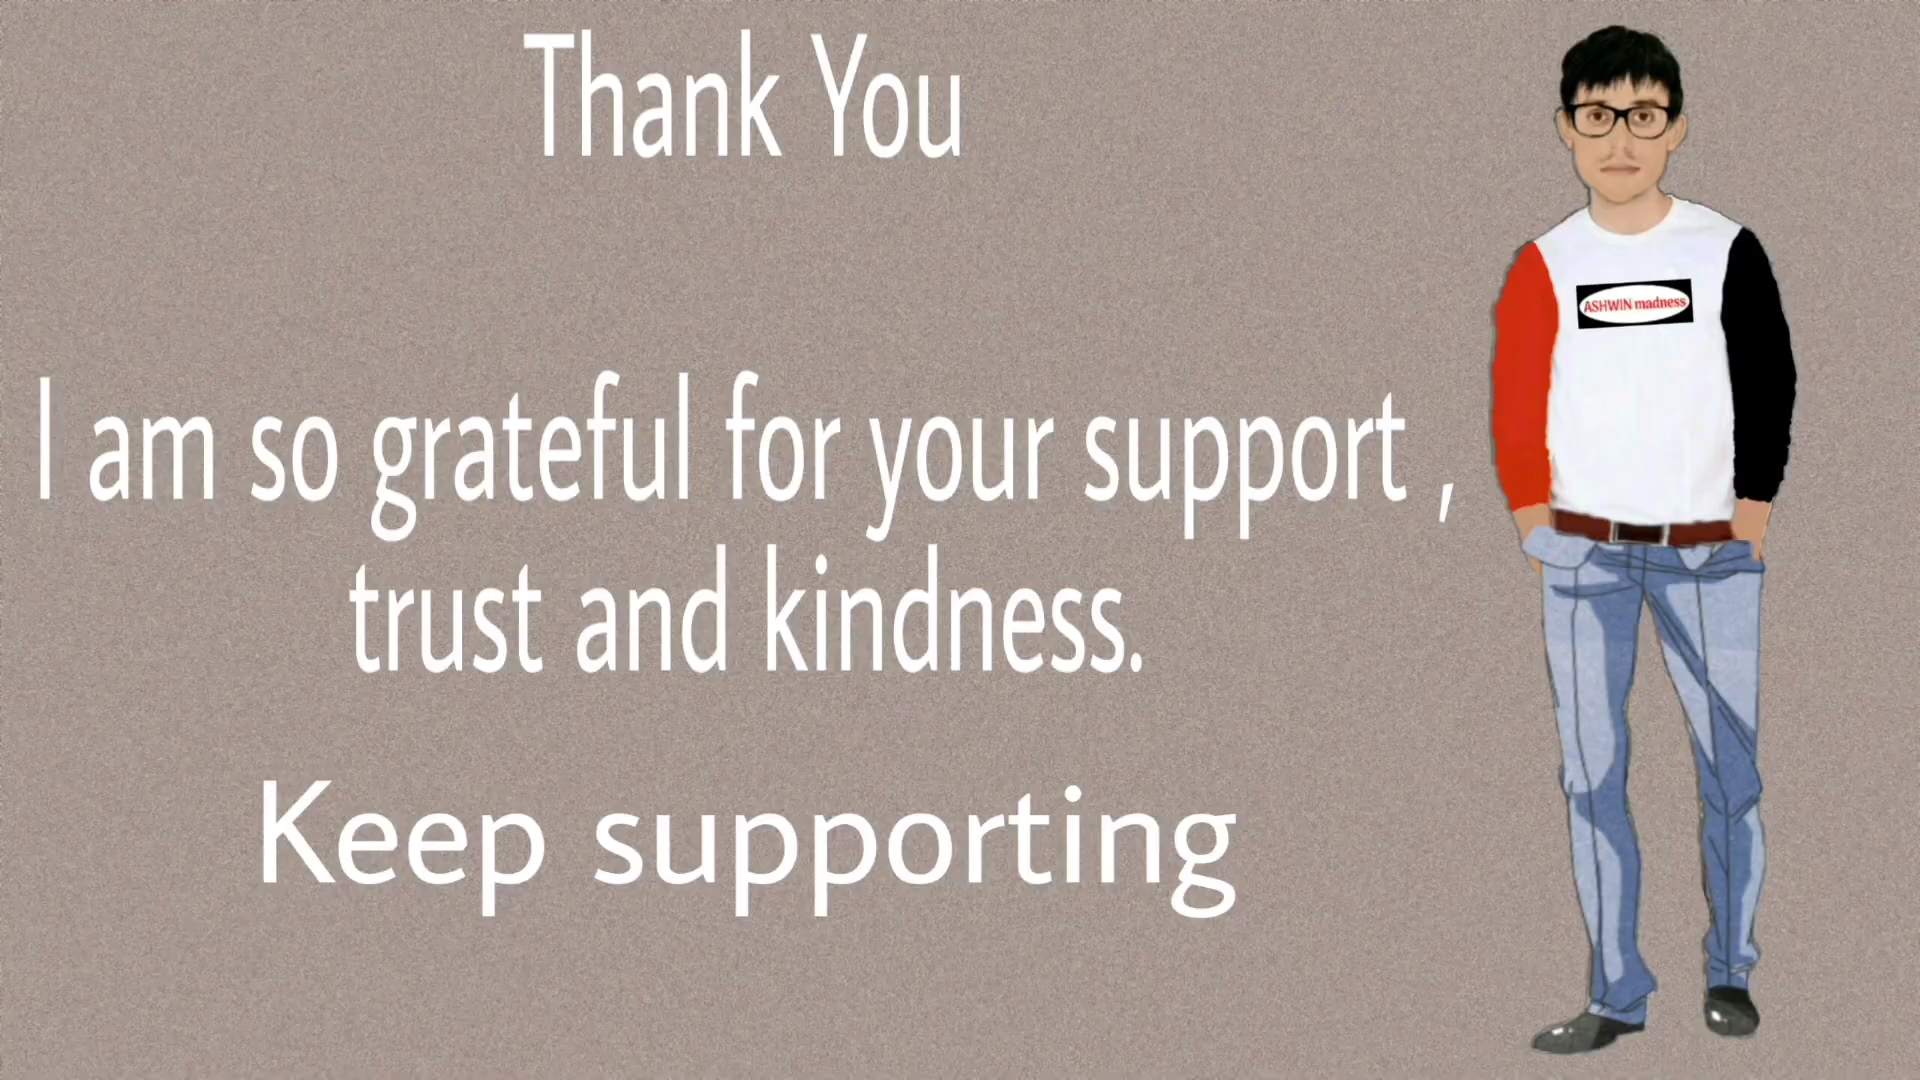 Thank You
ASHWIN madness
I am so grateful for your support ,
trust and kindness.
Keep supporting